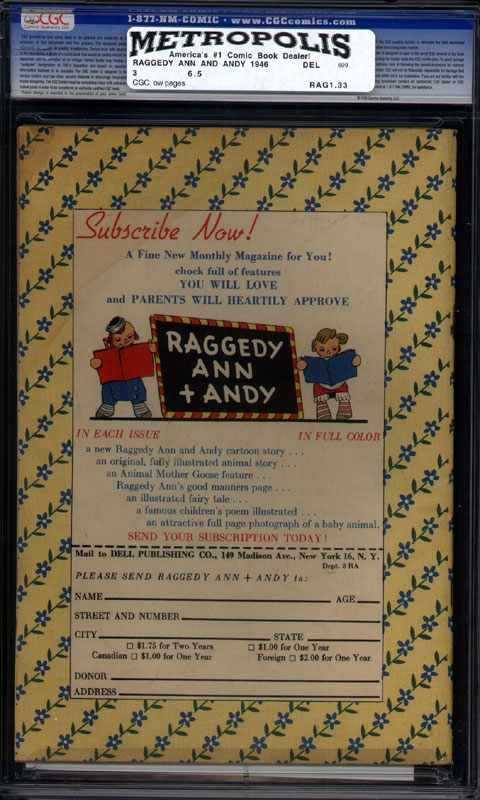 CGC
1-877-NM-COMIC • www.CGCcomics.com
METROPOLIS
America's #1 Comic Book Dealer!
RAGGEDY ANN AND ANDY 1946 DEL 899
3 6.5
CGC ow pages RAG1.33
Subscribe Now!
A Fine New Monthly Magazine for You!
chock full of features
YOU WILL LOVE
and PARENTS WILL HEARTILY APPROVE
RAGGEDY
ANN
+ ANDY
IN EACH ISSUE IN FULL COLOR
a new Raggedy Ann and Andy cartoon story . . .
an original, fully illustrated animal story . . .
an Animal Mother Goose feature . . .
Raggedy Ann's good manners page . . .
an illustrated fairy tale . . .
a famous children's poem illustrated . . .
an attractive full page photograph of a baby animal.
SEND YOUR SUBSCRIPTION TODAY!
Mail to DELL PUBLISHING CO., 149 Madison Ave., New York 16, N. Y.
Dept. 8 RA
PLEASE SEND RAGGEDY ANN + ANDY to:
NAME AGE
STREET AND NUMBER
CITY STATE
□ $1.75 for Two Years □ $1.00 for One Year
Canadian □ $1.00 for One Year Foreign □ $2.00 for One Year
DONOR
ADDRESS